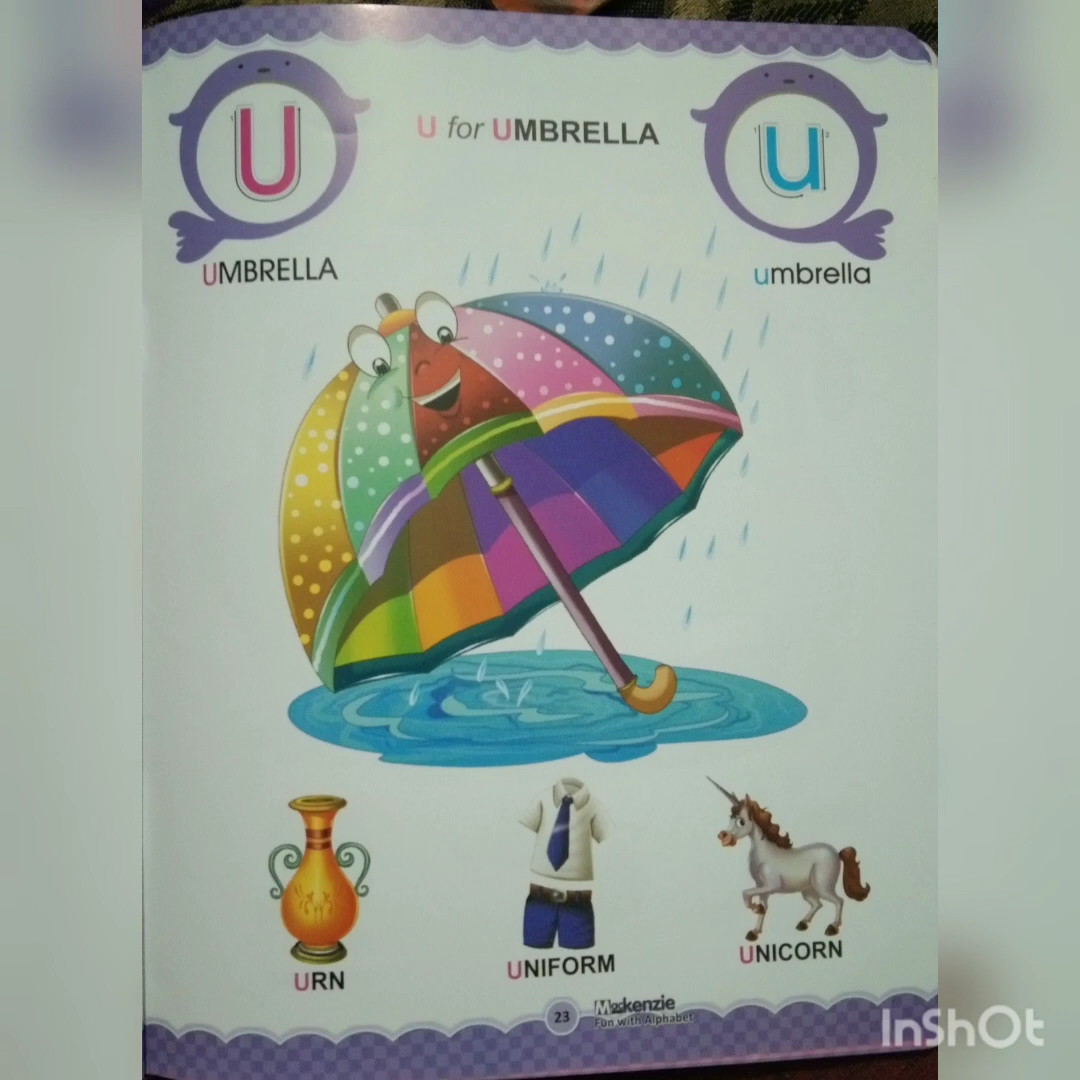 U
U for UMBRELLA
u
UMBRELLA
umbrella
URN
UNIFORM
UNICORN
23
Fun with Alphabet
InShOt